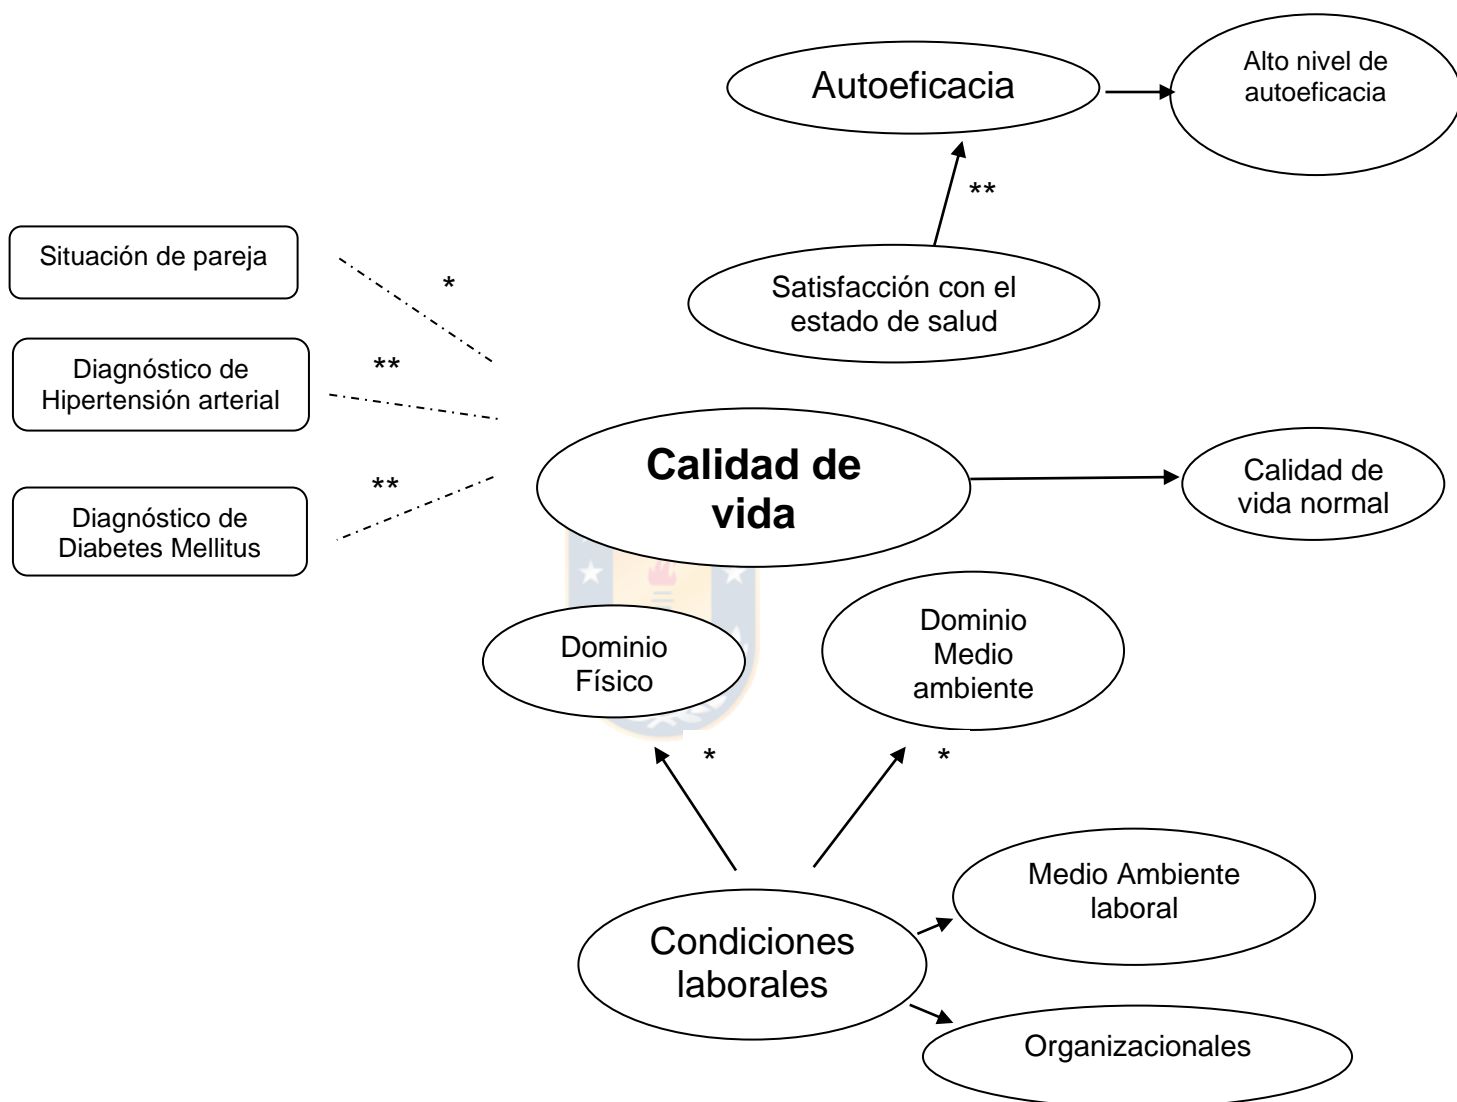 Alto nivel de
autoeficacia
Autoeficacia
**
Satisfacción con el
estado de salud
Situación de pareja
*
Diagnóstico de
Hipertensión arterial
**
Diagnóstico de
Diabetes Mellitus
**
Calidad de
vida
Calidad de
vida normal
Dominio
Físico
Dominio
Medio
ambiente
*
*
Condiciones
laborales
Medio Ambiente
laboral
Organizacionales